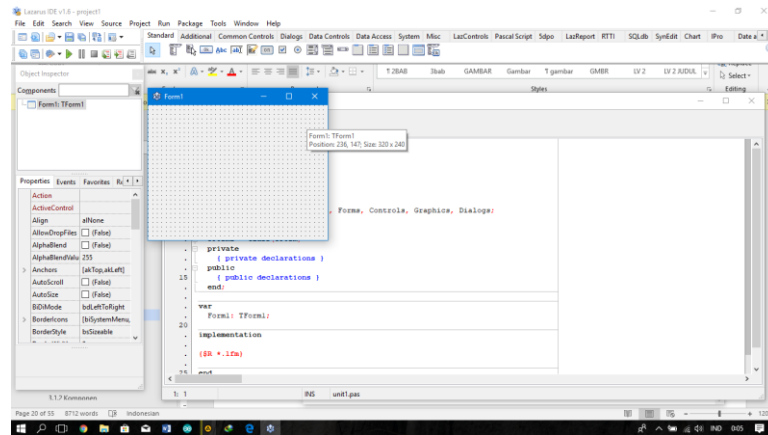 Lazarus IDE v1.6 - project1
File Edit Search View Source Project Run Package Tools Window Help
Standard Additional Common Controls Dialogs Data Controls Data Access System Misc LazControls Pascal Script Sdpo LazReport RTTI SQLdb SynEdit Chart IPro Date a
Object Inspector
1 28AB 3bab GAMBAR Gambar 1 gambar GMBR LV 2 LV 2 JUDUL
Select
Styles
Editing
Components
Form1: TForm1
Form1
Form1: TForm1
Position: 236, 147; Size: 320 x 240
Properties Events Favorites
Action
ActiveControl
Align alNone
AllowDropFiles (False)
AlphaBlend (False)
AlphaBlendValu 255
Anchors [akTop,akLeft]
AutoScroll (False)
AutoSize (False)
BiDiMode bdLeftToRight
BorderIcons [biSystemMenu,
BorderStyle bsSizeable
, Forms, Controls, Graphics, Dialogs;
private
{ private declarations }
public
15 { public declarations }
end;
var
Form1: TForm1;
20
implementation
{$R *.lfm}
25 end.
1: 1 INS unit1.pas
3.1.2 Komponen
Page 20 of 55 8712 words Indonesian 120
IND 0:05